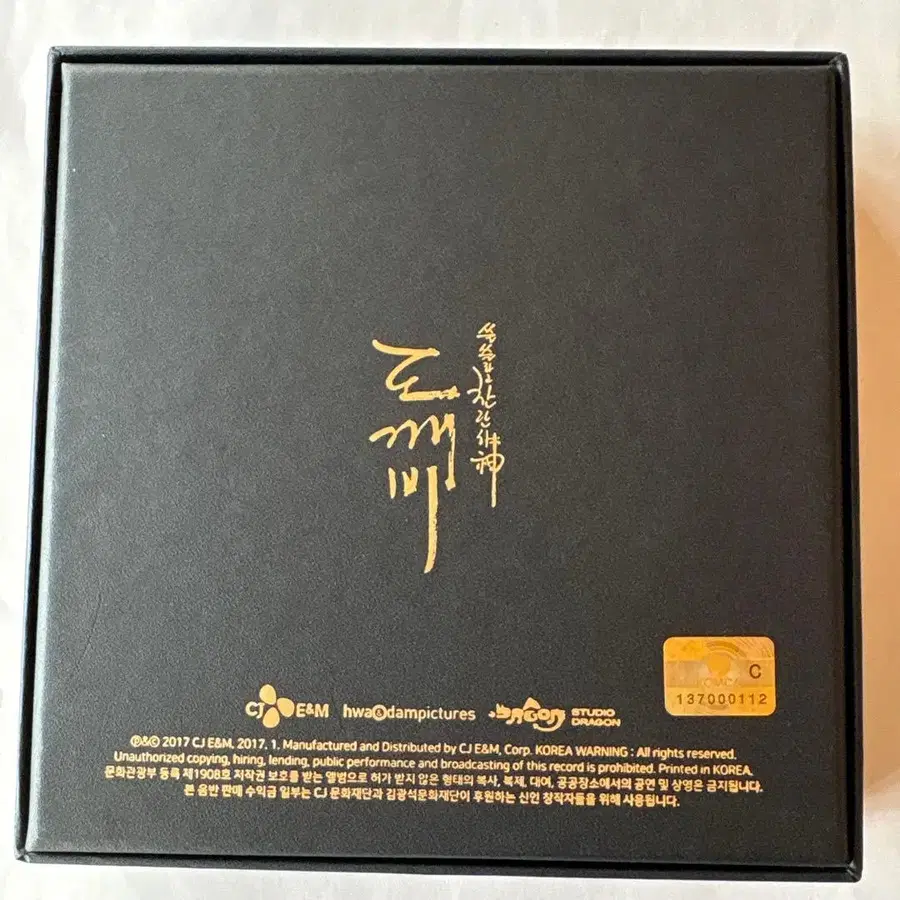 도깨비
쓸쓸하고 찬란하神
C
KOMCA
137000112
CJ E&M hwa&dampictures STUDIO DRAGON
℗&© 2017 CJ E&M. 2017. 1. Manufactured and Distributed by CJ E&M, Corp. KOREA WARNING : All rights reserved.
Unauthorized copying, hiring, lending, public performance and broadcasting of this record is prohibited. Printed in KOREA.
문화관광부 등록 제1908호 저작권 보호를 받는 앨범으로 허가 받지 않은 형태의 복사, 복제, 대여, 공공장소에서의 공연 및 상영은 금지됩니다.
본 음반 판매 수익금 일부는 CJ 문화재단과 김광석문화재단이 후원하는 신인 창작자들을 위해 사용됩니다.